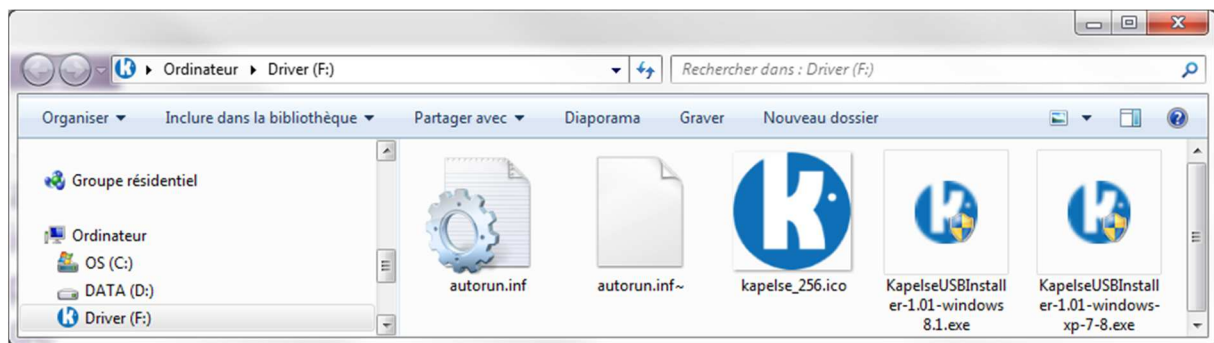 Ordinateur Driver (F:) Rechercher dans : Driver (F:)
Organiser Inclure dans la bibliothèque Partager avec Diaporama Graver Nouveau dossier
Groupe résidentiel
Ordinateur
OS (C:)
DATA (D:)
Driver (F:)
autorun.inf
autorun.inf~
kapelse_256.ico
KapelseUSBInstall
er-1.01-windows
8.1.exe
KapelseUSBInstall
er-1.01-windows-
xp-7-8.exe